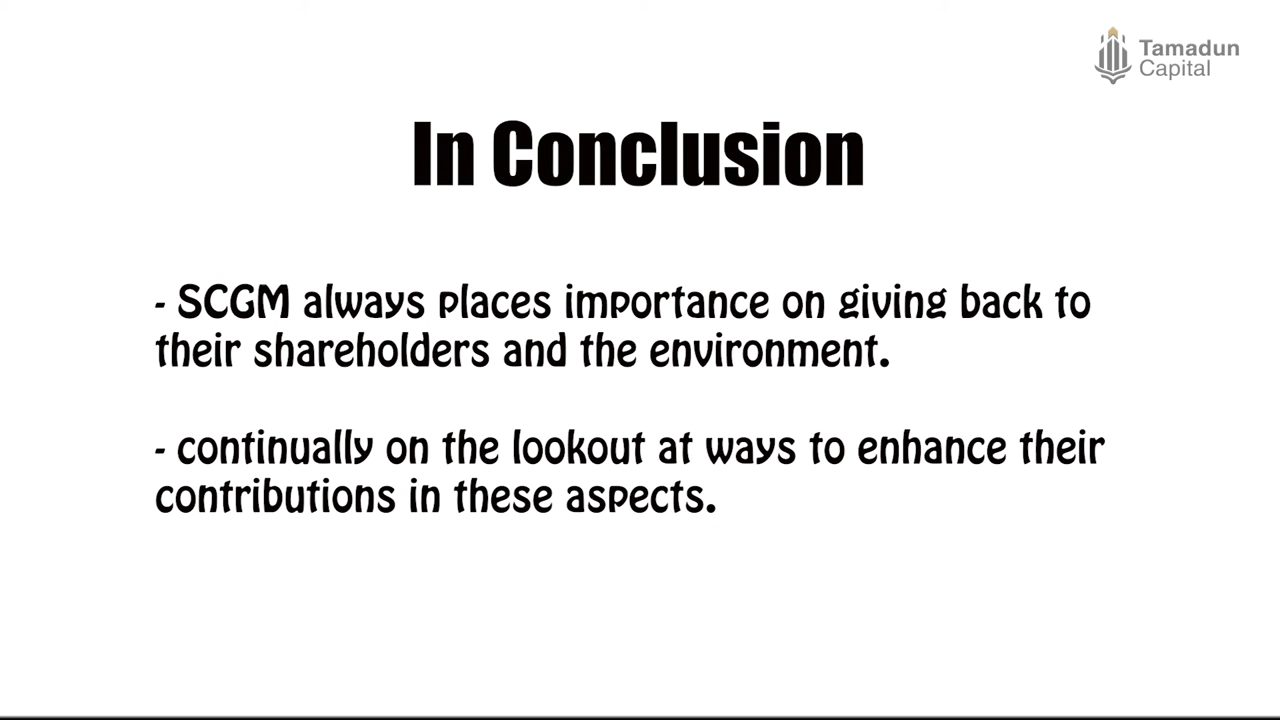 Tamadun
Capital
In Conclusion
- SCGM always places importance on giving back to
their shareholders and the environment.
- continually on the lookout at ways to enhance their
contributions in these aspects.